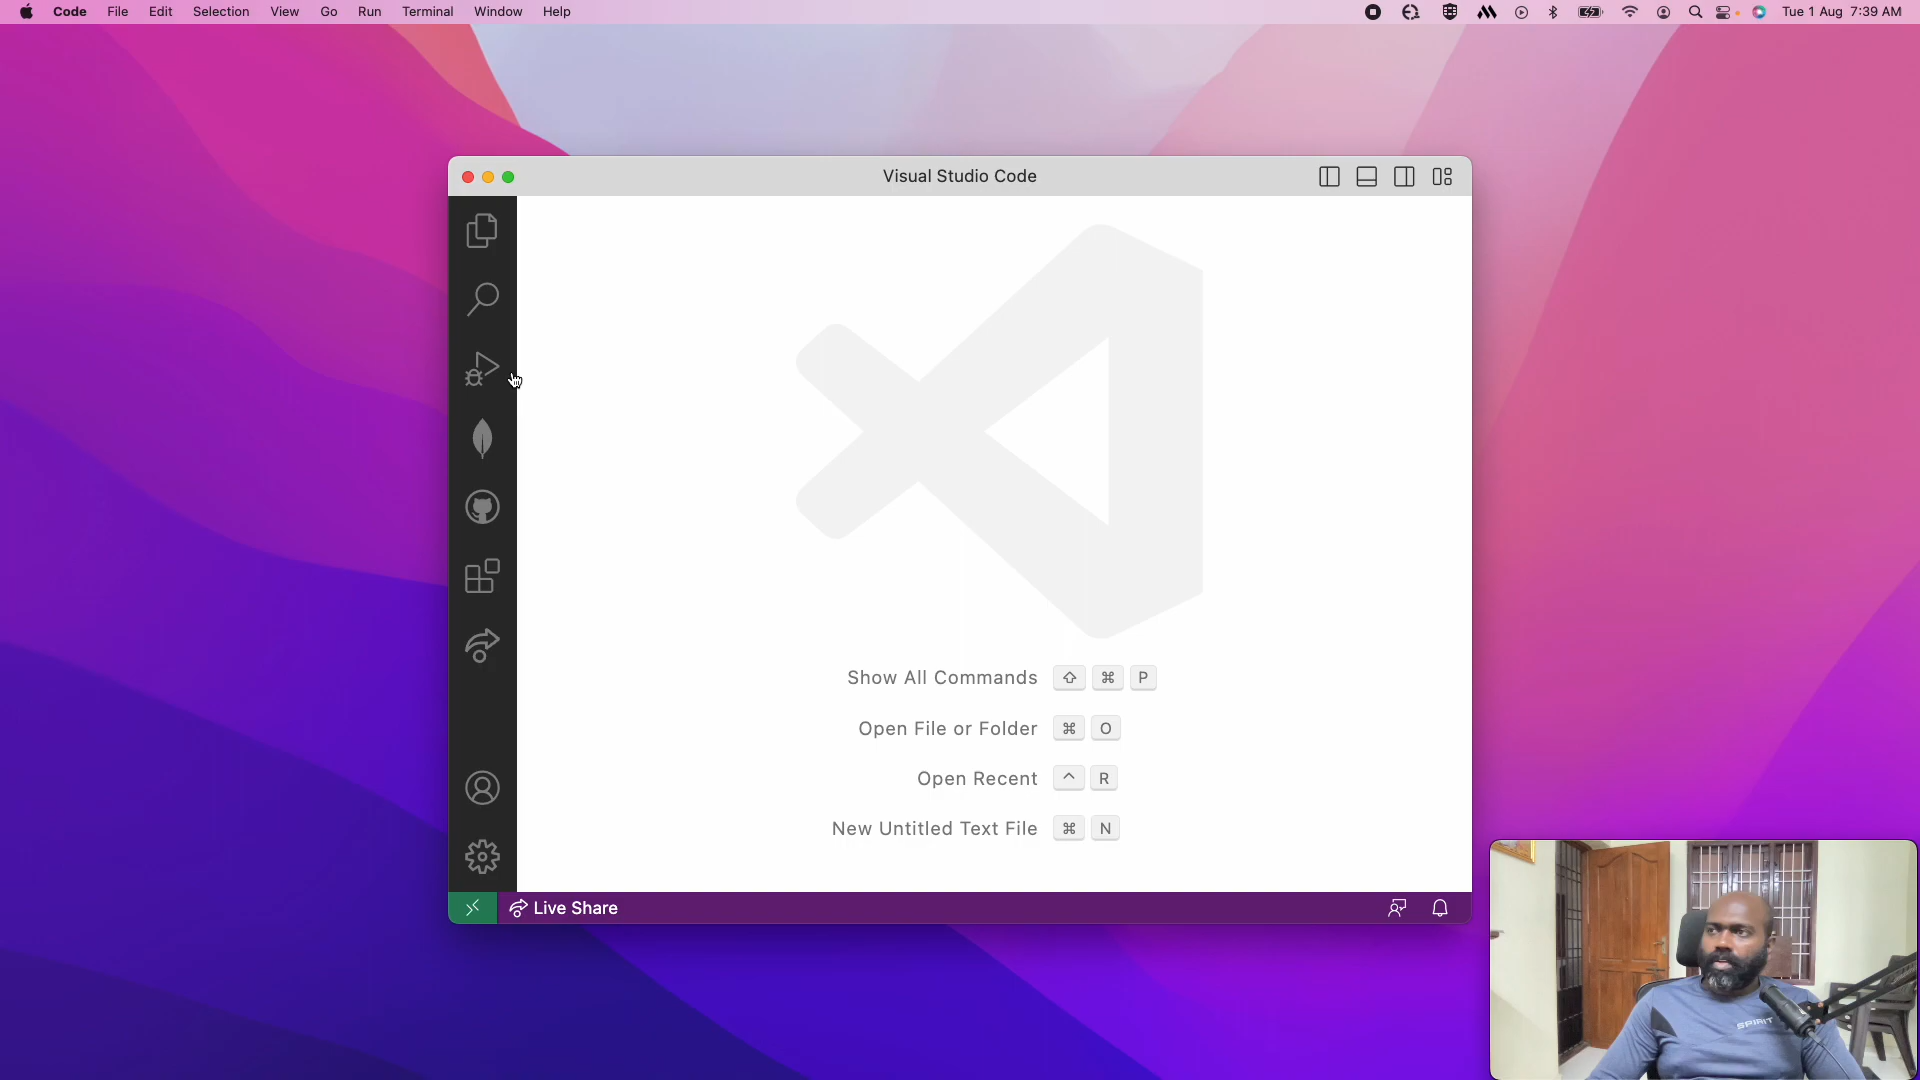 Code File Edit Selection View Go Run Terminal Window Help Tue 1 Aug 7:39 AM
Visual Studio Code
Show All Commands ⇧ ⌘ P
Open File or Folder ⌘ O
Open Recent ^ R
New Untitled Text File ⌘ N
Live Share
SPIRIT